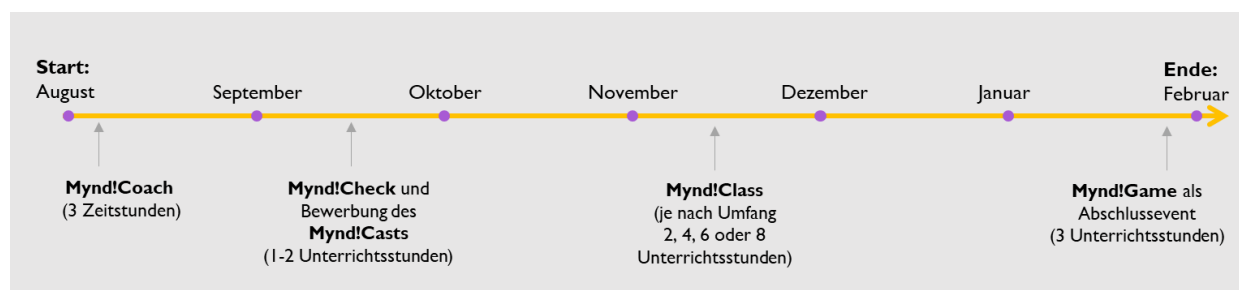 Start:
August
September
Oktober
November
Dezember
Januar
Ende:
Februar
Mynd!Coach
(3 Zeitstunden)
Mynd!Check und
Bewerbung des
Mynd!Casts
(1-2 Unterrichtsstunden)
Mynd!Class
(je nach Umfang
2, 4, 6 oder 8
Unterrichtsstunden)
Mynd!Game als
Abschlussevent
(3 Unterrichtsstunden)